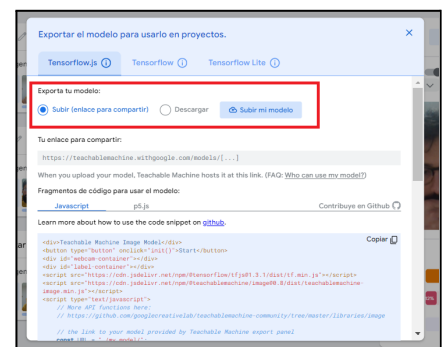 Exportar el modelo para usarlo en proyectos.
Tensorflow.js
Tensorflow
Tensorflow Lite
Exporta tu modelo:
Subir (enlace para compartir)
Descargar
Subir mi modelo
Tu enlace para compartir:
https://teachablemachine.withgoogle.com/models/[...]
When you upload your model, Teachable Machine hosts it at this link. (FAQ: Who can use my model?)
Fragmentos de código para usar el modelo:
Javascript
p5.js
Contribuye en Github
Learn more about how to use the code snippet on github.
Copiar
<div>Teachable Machine Image Model</div>
<button type="button" onclick="init()">Start</button>
<div id="webcam-container"></div>
<div id="label-container"></div>
<script src="https://cdn.jsdelivr.net/npm/@tensorflow/tfjs@1.3.1/dist/tf.min.js"></script>
<script src="https://cdn.jsdelivr.net/npm/@teachablemachine/image@0.8/dist/teachablemachine-
image.min.js"></script>
<script type="text/javascript">
// More API functions here:
// https://github.com/googlecreativelab/teachablemachine-community/tree/master/libraries/image
// the link to your model provided by Teachable Machine export panel
const URL = "./my_model/";